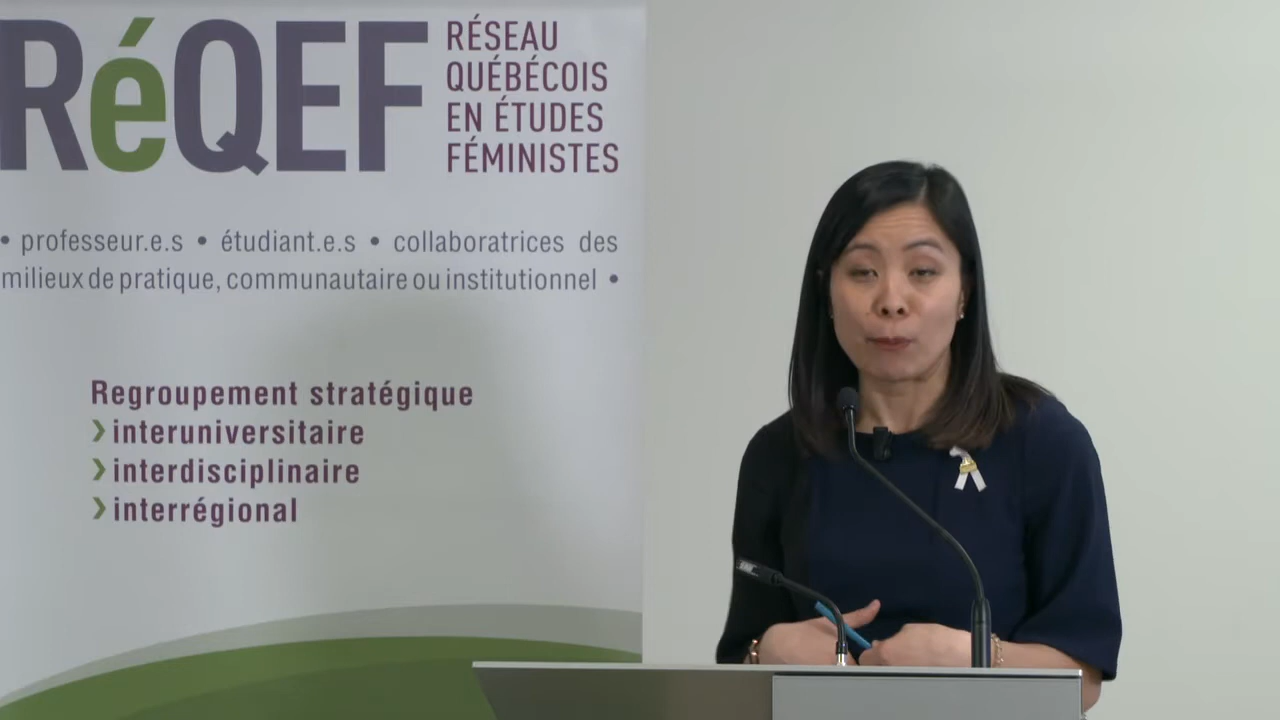 RéQEF
RÉSEAU
QUÉBÉCOIS
EN ÉTUDES
FÉMINISTES
• professeur.e.s • étudiant.e.s • collaboratrices des
milieux de pratique, communautaire ou institutionnel •
Regroupement stratégique
› interuniversitaire
› interdisciplinaire
› interrégional